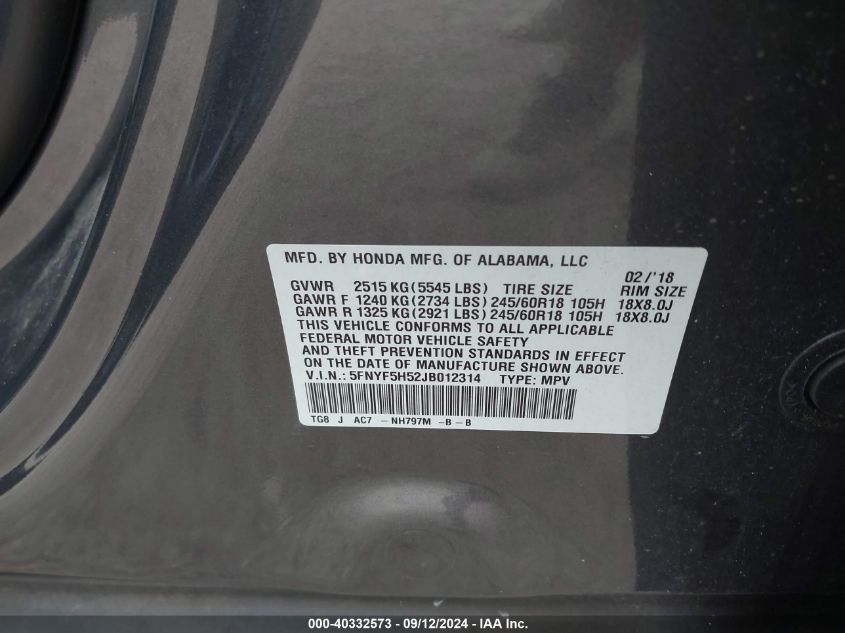 MFD. BY HONDA MFG. OF ALABAMA, LLC 02/'18
GVWR 2515 KG (5545 LBS) TIRE SIZE RIM SIZE
GAWR F 1240 KG (2734 LBS) 245/60R18 105H 18X8.0J
GAWR R 1325 KG (2921 LBS) 245/60R18 105H 18X8.0J
THIS VEHICLE CONFORMS TO ALL APPLICABLE
FEDERAL MOTOR VEHICLE SAFETY
AND THEFT PREVENTION STANDARDS IN EFFECT
ON THE DATE OF MANUFACTURE SHOWN ABOVE.
V.I.N.: 5FNYF5H52JB012314 TYPE: MPV
TG8 J AC7 - NH797M -B - B
000-40332573 - 09/12/2024 - IAA Inc.